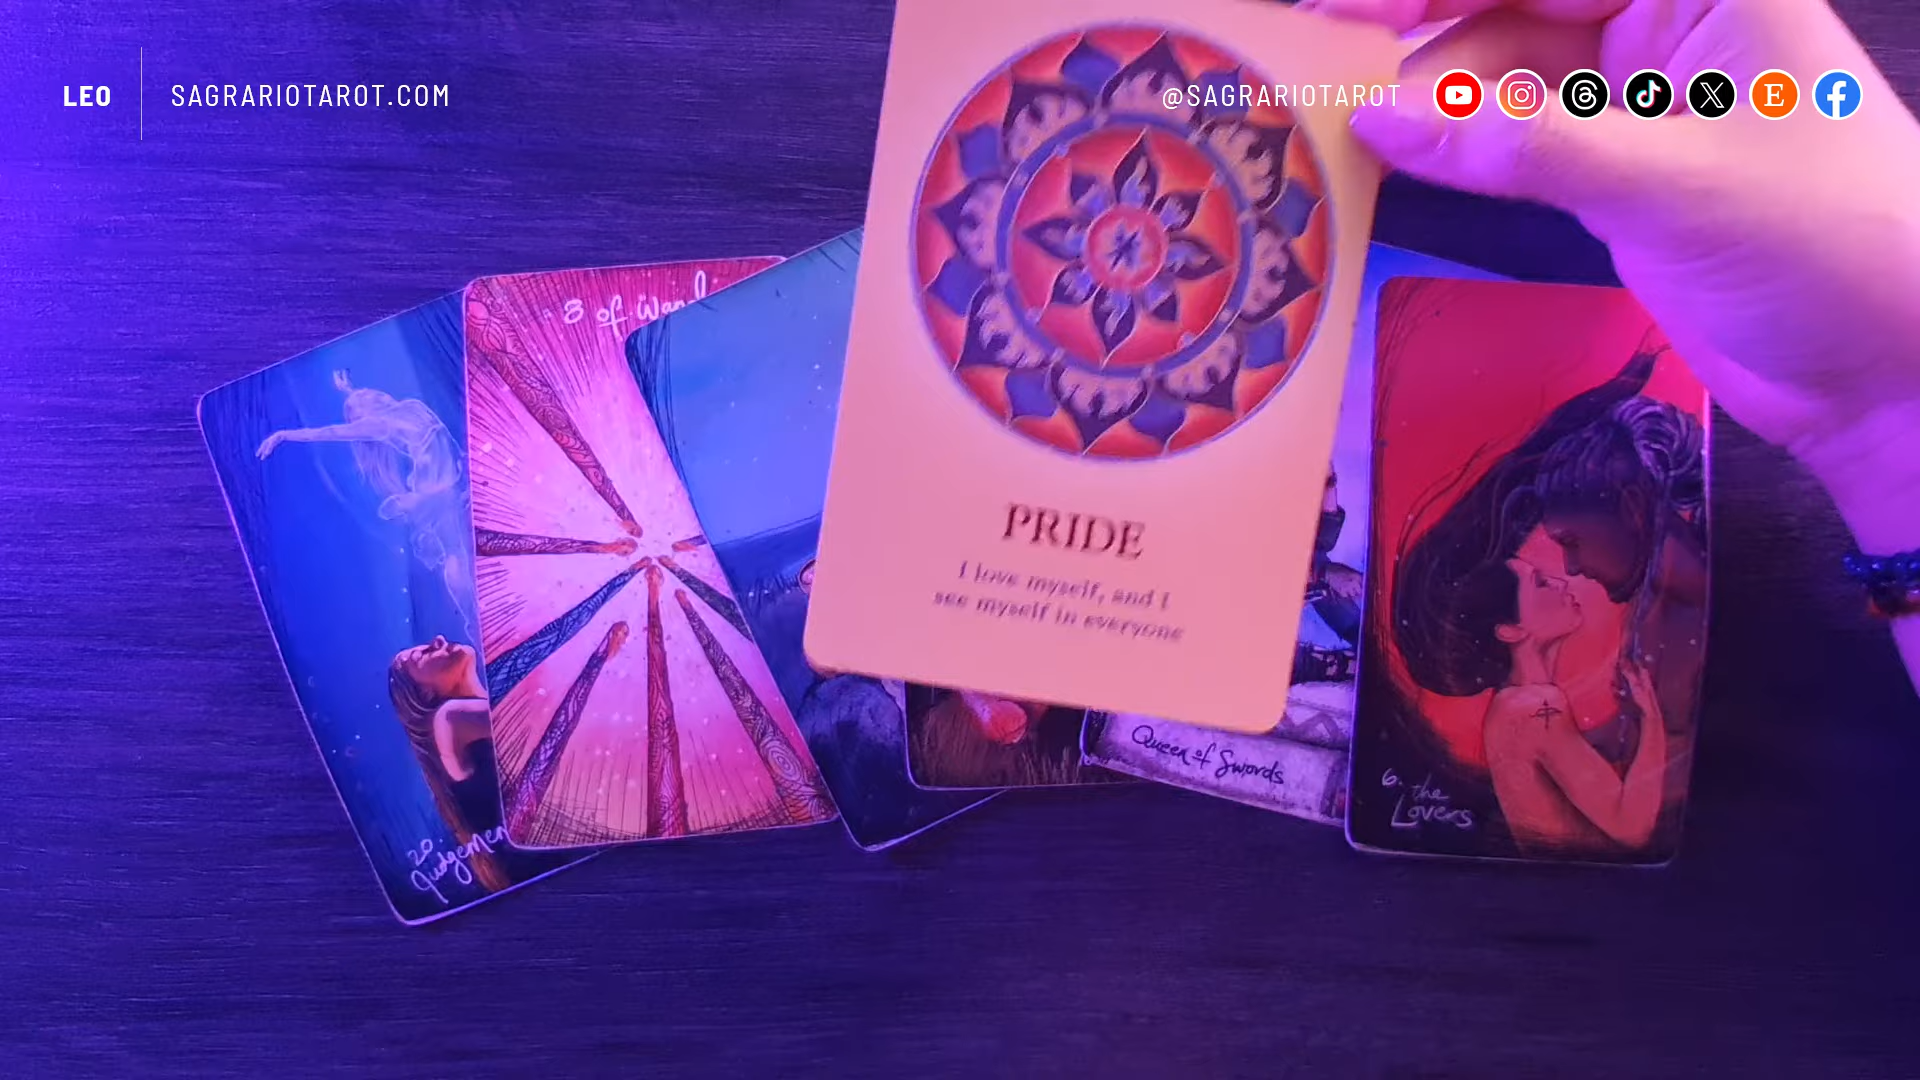 LEO
SAGRARIOTAROT.COM
@SAGRARIOTAROT
8 of Wand
PRIDE
I love myself, and I
see myself in everyone
Queen of Swords
6. the
Lovers
20
Judgemen